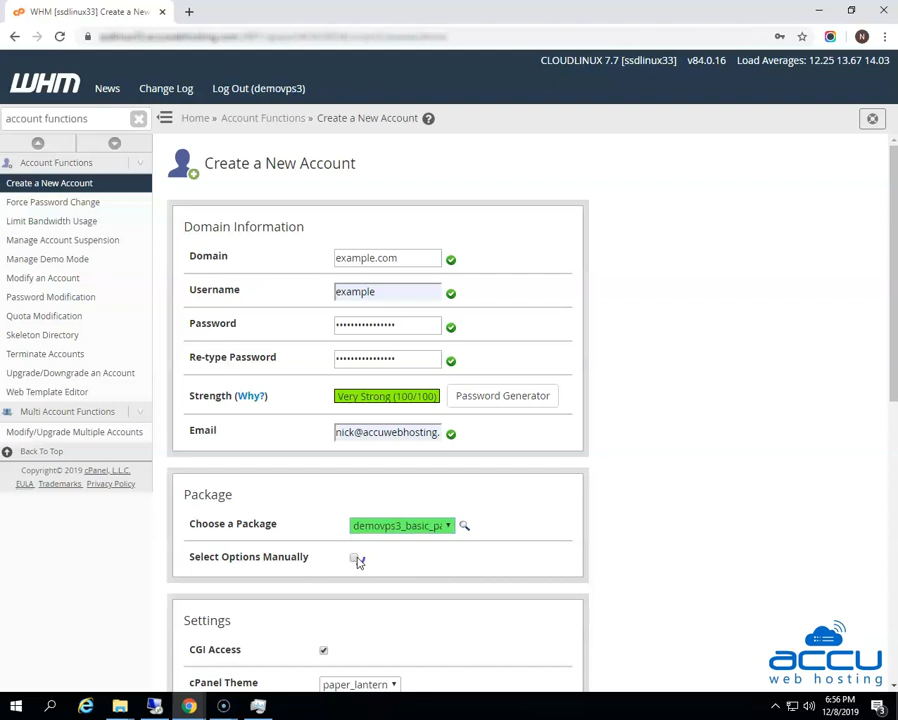 WHM [ssdlinux33] Create a New A
N
CLOUDLINUX 7.7 [ssdlinux33] v84.0.16 Load Averages: 12.25 13.67 14.03
WHM News Change Log Log Out (demovps3)
account functions
Home » Account Functions » Create a New Account
Account Functions
Create a New Account
Force Password Change
Limit Bandwidth Usage
Manage Account Suspension
Manage Demo Mode
Modify an Account
Password Modification
Quota Modification
Skeleton Directory
Terminate Accounts
Upgrade/Downgrade an Account
Web Template Editor
Multi Account Functions
Modify/Upgrade Multiple Accounts
Back To Top
Copyright© 2019 cPanel, L.L.C.
EULA Trademarks Privacy Policy
Create a New Account
Domain Information
Domain example.com
Username example
Password ••••••••••••••••
Re-type Password ••••••••••••••••
Strength (Why?) Very Strong (100/100) Password Generator
Email nick@accuwebhosting.
Package
Choose a Package demovps3_basic_pa
Select Options Manually
Settings
CGI Access
cPanel Theme paper_lantern
ACCU
web hosting
6:56 PM
12/8/2019
3